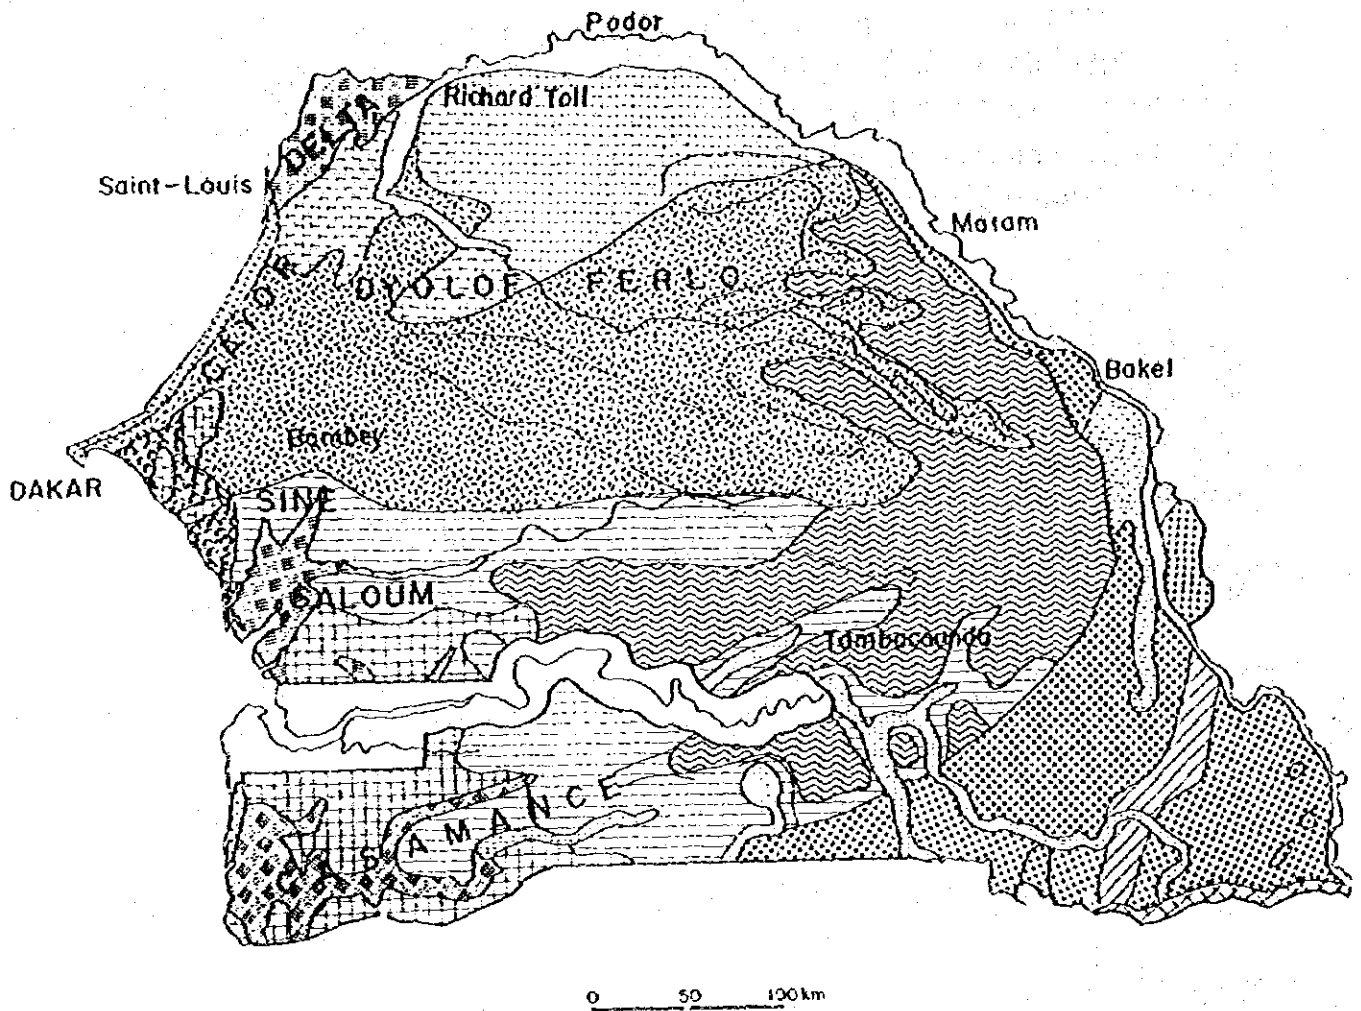 Podor
Richard Toll
DELTA
Saint-Louis
Matam
CAYOR
DYOLOF
FERLO
Bakel
Bambey
DAKAR
SINE
SALOUM
Tambacounda
CASAMANCE
0 50 100 km